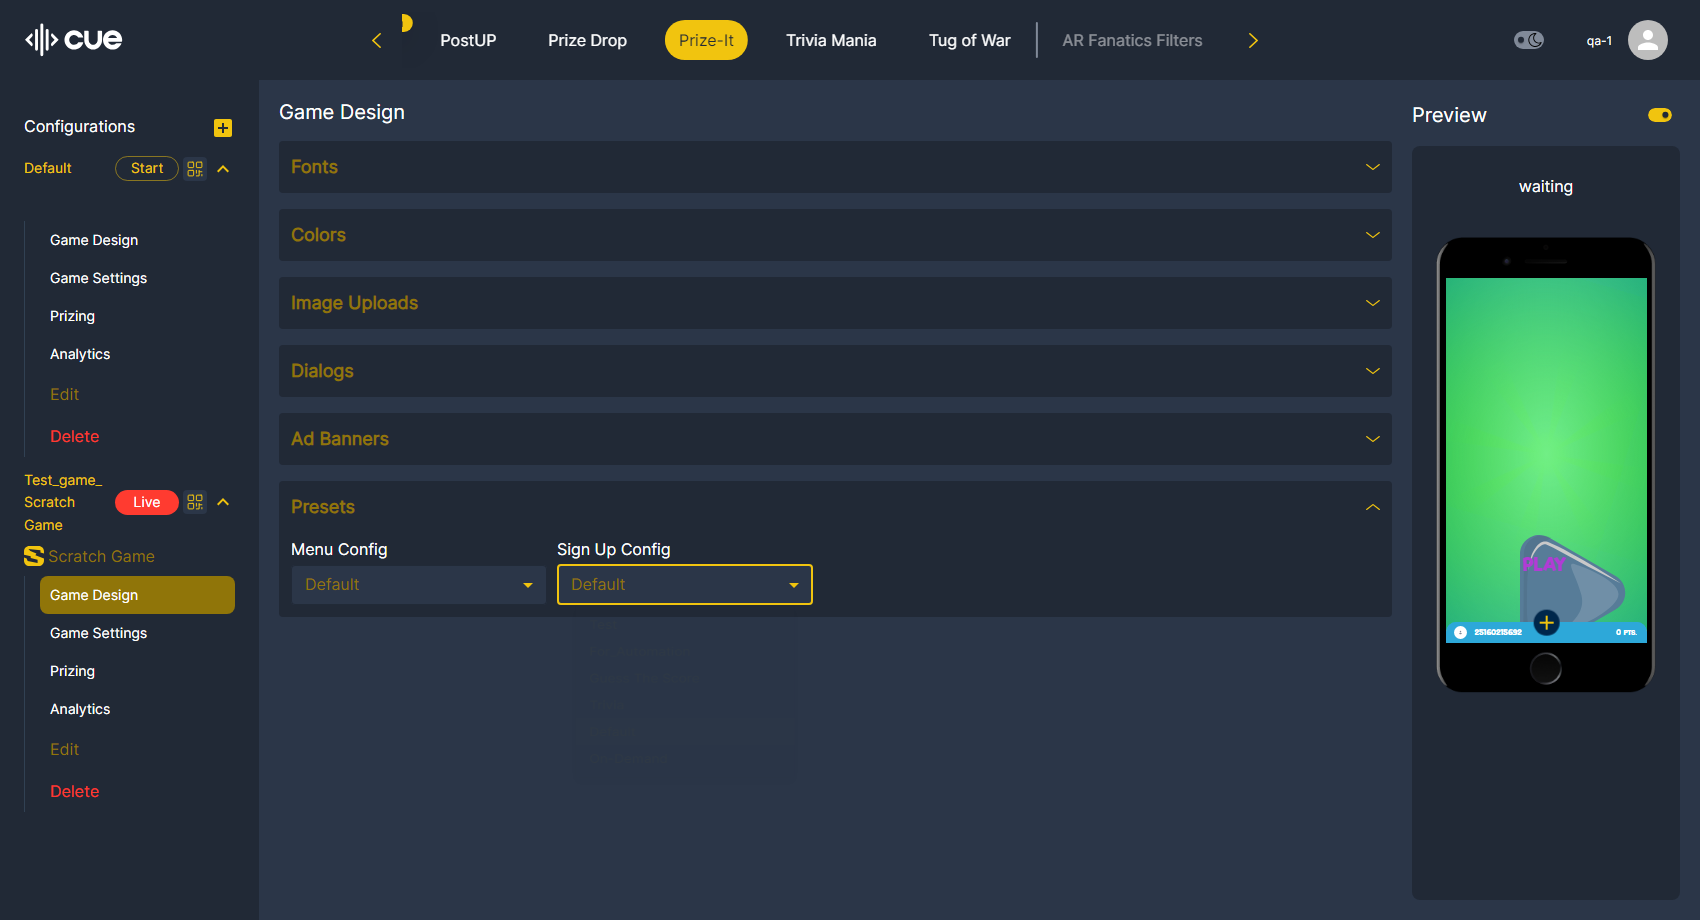 cue
PostUP
Prize Drop
Prize-It
Trivia Mania
Tug of War
AR Fanatics Filters
qa-1
Configurations
Default
Start
Game Design
Game Settings
Prizing
Analytics
Edit
Delete
Test_game_
Scratch
Game
Live
Scratch Game
Game Design
Game Settings
Prizing
Analytics
Edit
Delete
Game Design
Fonts
Colors
Image Uploads
Dialogs
Ad Banners
Presets
Menu Config
Sign Up Config
Default
Default
Preview
waiting
PLAY
25160215632
0 PTS.